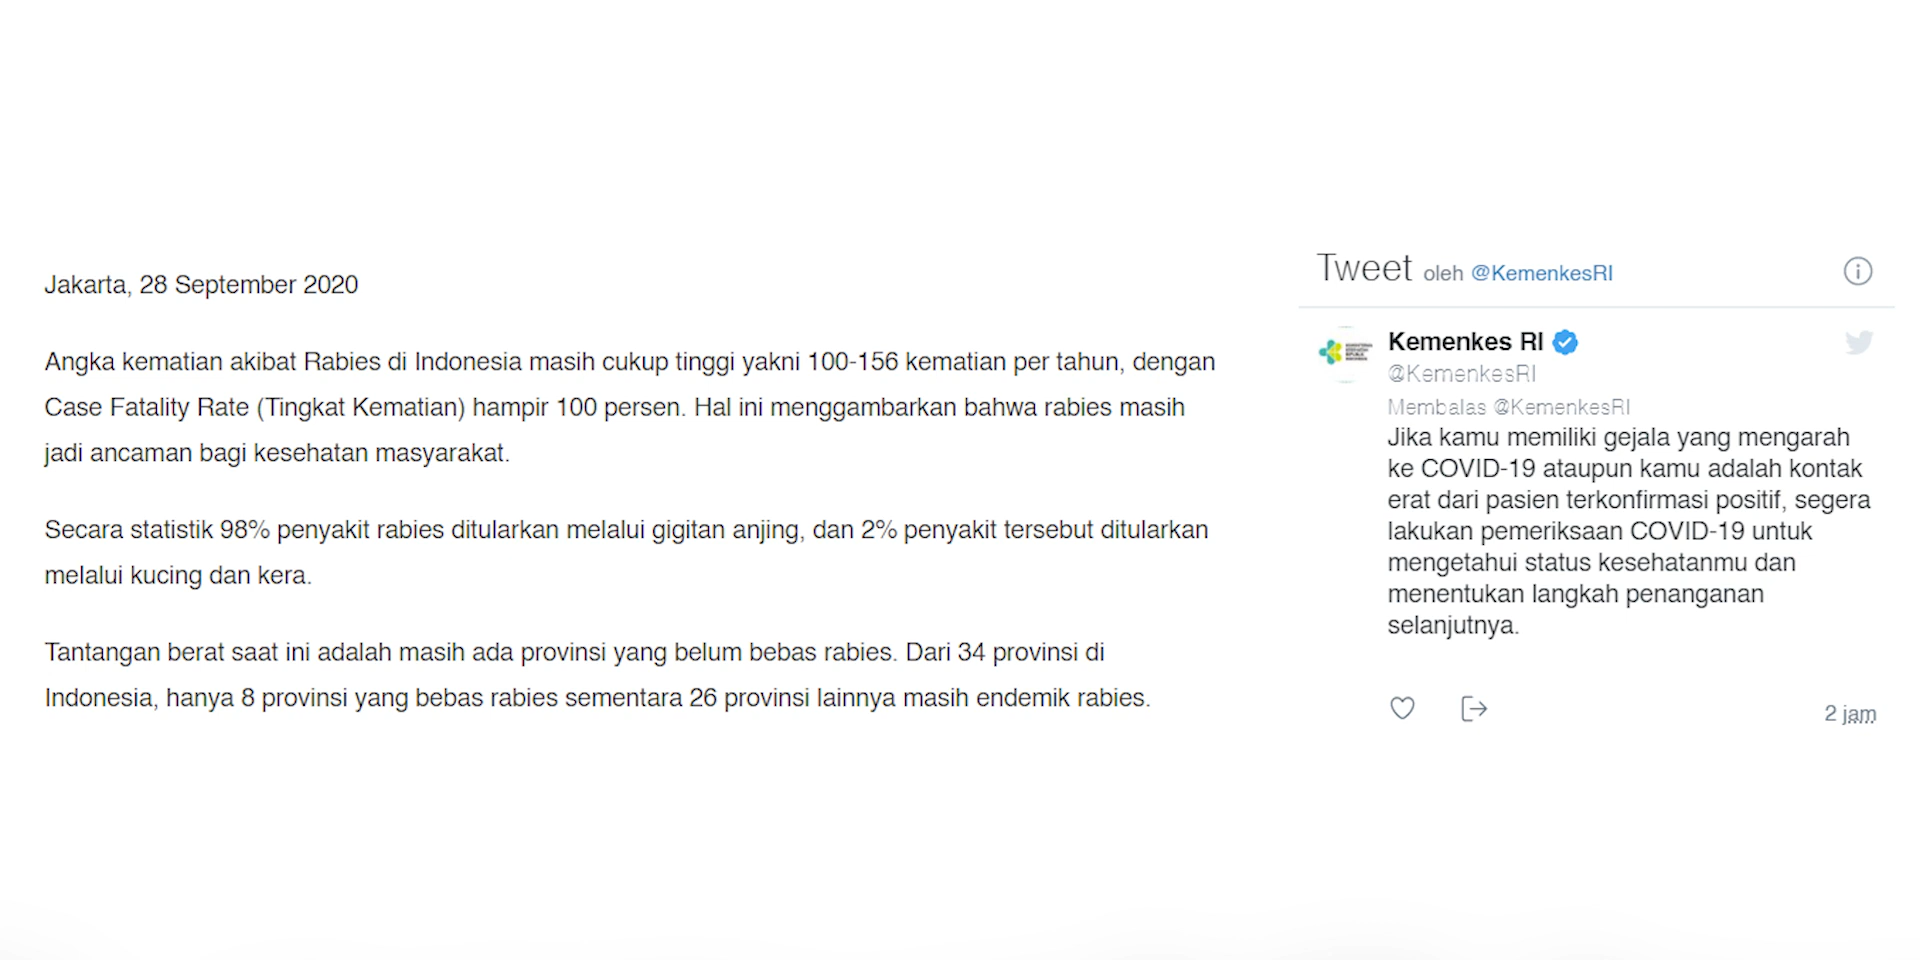 Jakarta, 28 September 2020
Angka kematian akibat Rabies di Indonesia masih cukup tinggi yakni 100-156 kematian per tahun, dengan
Case Fatality Rate (Tingkat Kematian) hampir 100 persen. Hal ini menggambarkan bahwa rabies masih
jadi ancaman bagi kesehatan masyarakat.
Secara statistik 98% penyakit rabies ditularkan melalui gigitan anjing, dan 2% penyakit tersebut ditularkan
melalui kucing dan kera.
Tantangan berat saat ini adalah masih ada provinsi yang belum bebas rabies. Dari 34 provinsi di
Indonesia, hanya 8 provinsi yang bebas rabies sementara 26 provinsi lainnya masih endemik rabies.
Tweet oleh @KemenkesRI
Kemenkes RI
@KemenkesRI
Membalas @KemenkesRI
Jika kamu memiliki gejala yang mengarah
ke COVID-19 ataupun kamu adalah kontak
erat dari pasien terkonfirmasi positif, segera
lakukan pemeriksaan COVID-19 untuk
mengetahui status kesehatanmu dan
menentukan langkah penanganan
selanjutnya.
2 jam